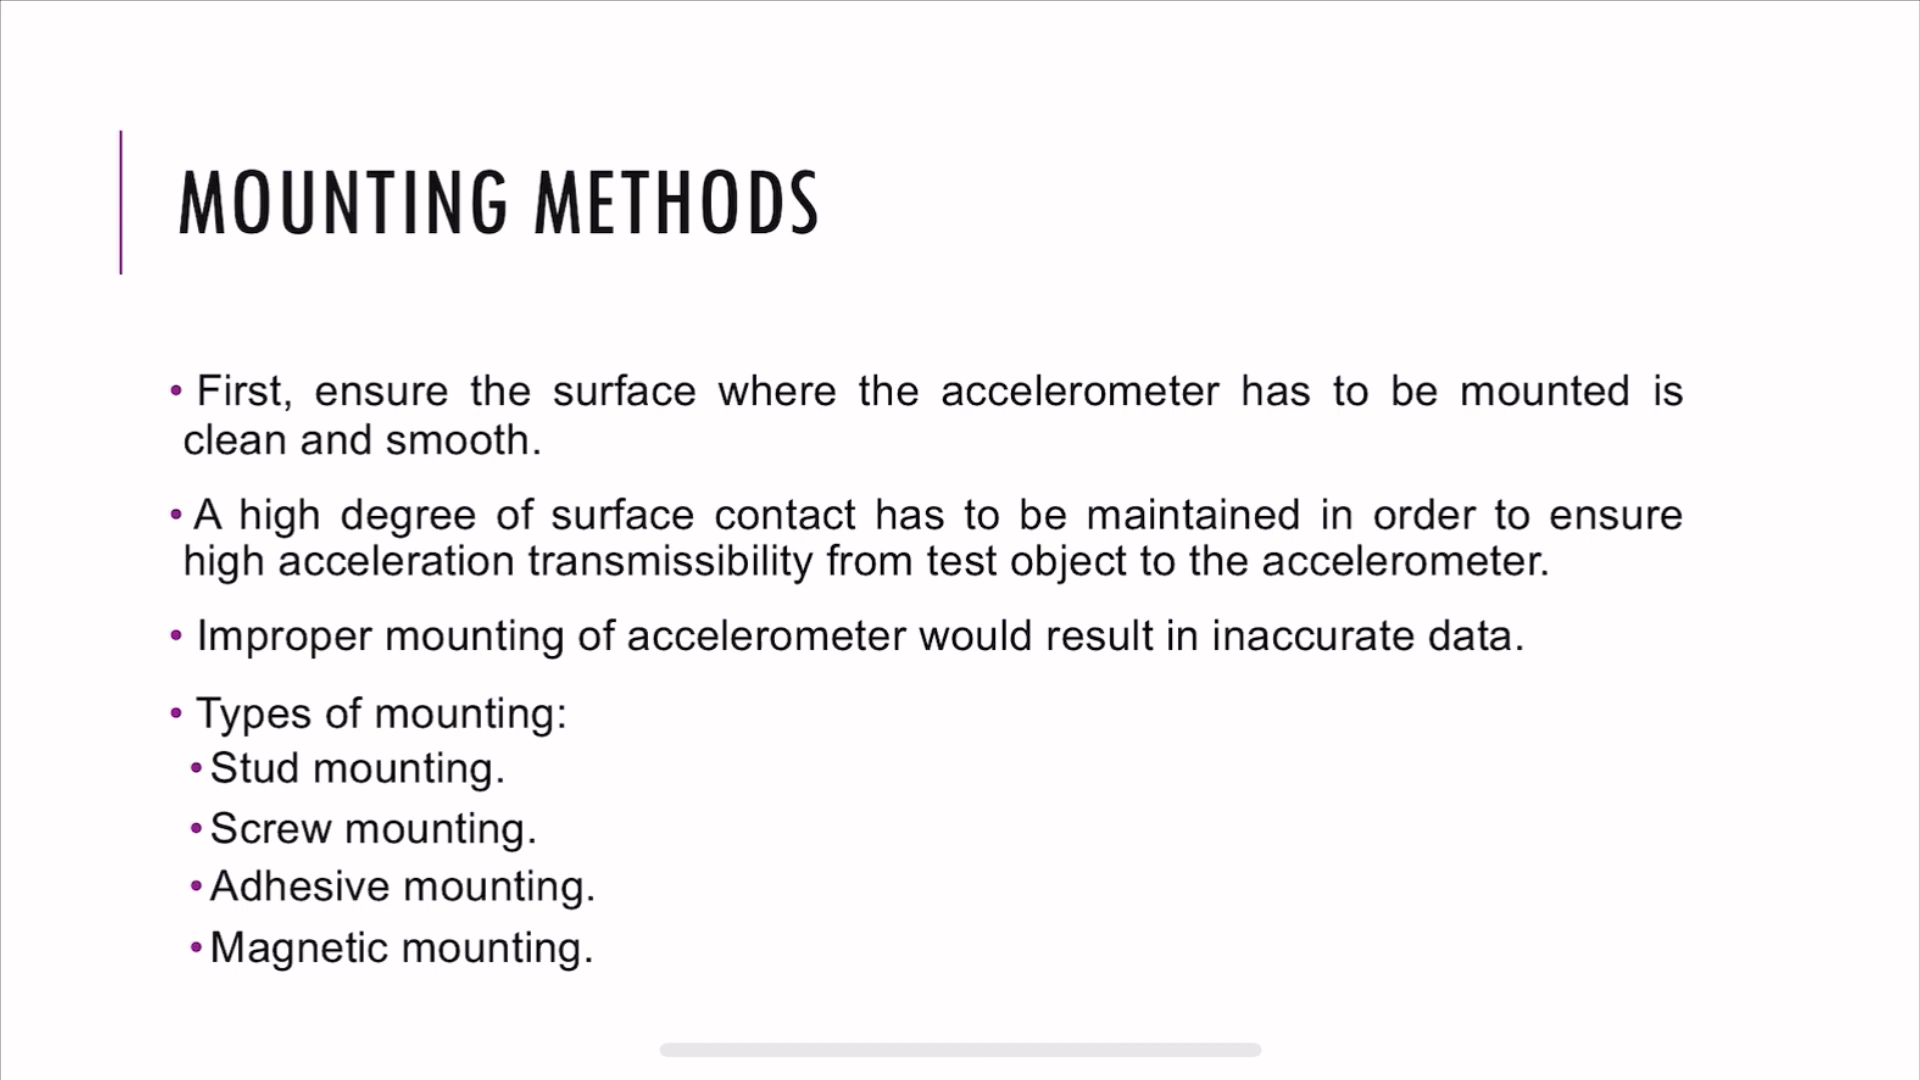 MOUNTING METHODS
• First, ensure the surface where the accelerometer has to be mounted is
clean and smooth.
• A high degree of surface contact has to be maintained in order to ensure
high acceleration transmissibility from test object to the accelerometer.
• Improper mounting of accelerometer would result in inaccurate data.
• Types of mounting:
• Stud mounting.
• Screw mounting.
• Adhesive mounting.
• Magnetic mounting.